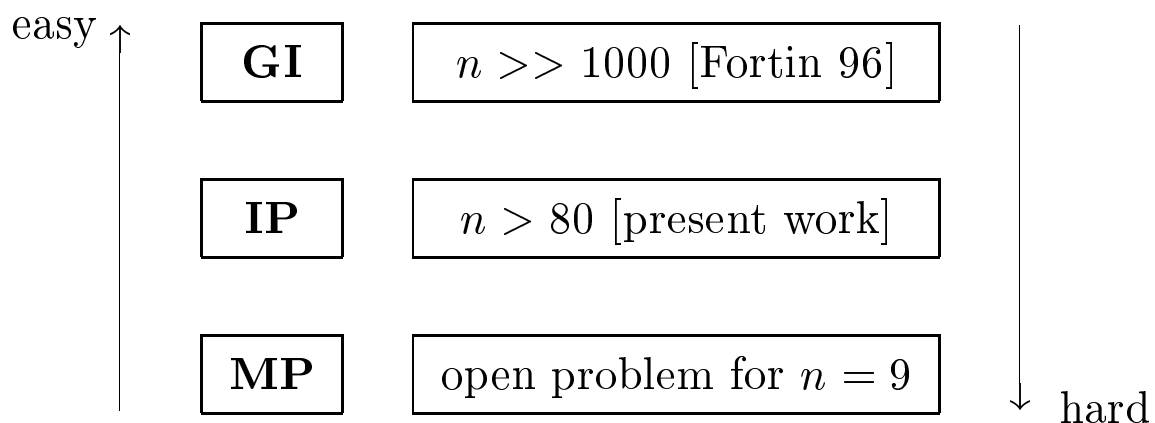 easy
GI n >> 1000 [Fortin 96]
IP n > 80 [present work]
MP open problem for n = 9
hard